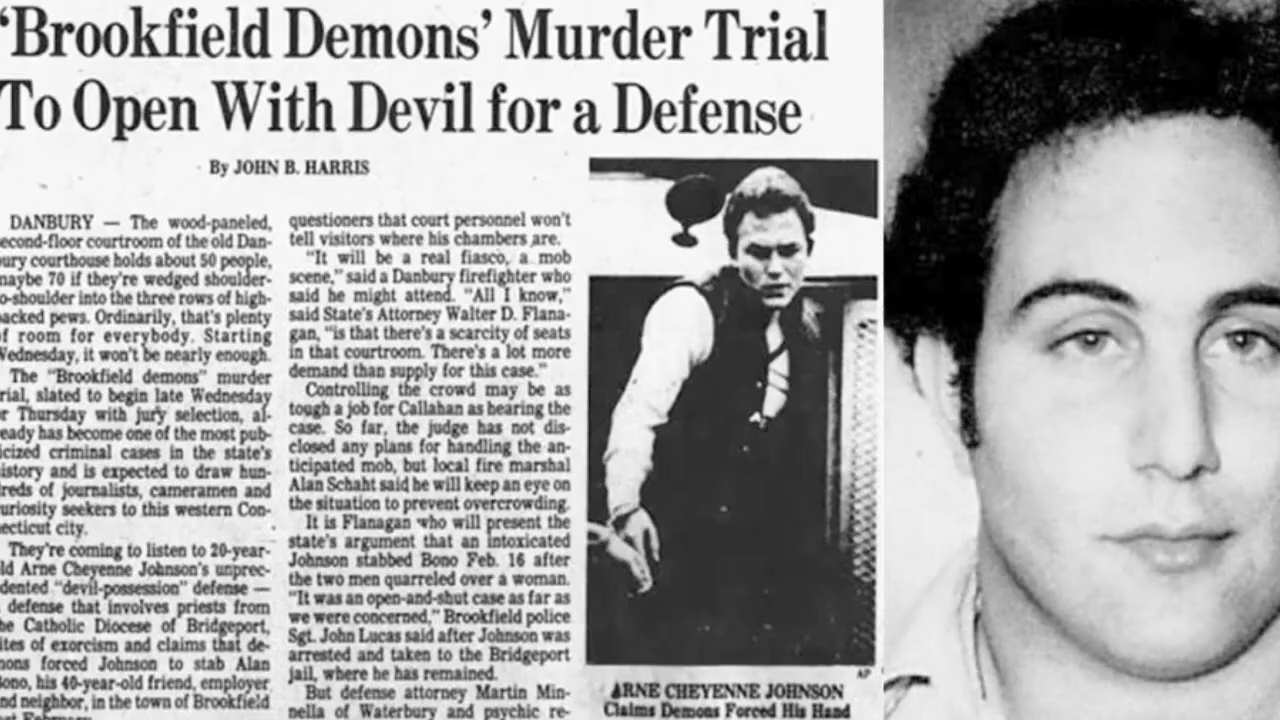 ‘Brookfield Demons’ Murder Trial
To Open With Devil for a Defense
By JOHN B. HARRIS
DANBURY — The wood-paneled,
econd-floor courtroom of the old Dan-
ury courthouse holds about 50 people,
maybe 70 if they're wedged shoulder-
o-shoulder into the three rows of high-
backed pews. Ordinarily, that's plenty
of room for everybody. Starting
Wednesday, it won't be nearly enough.
The "Brookfield demons" murder
rial, slated to begin late Wednesday
or Thursday with jury selection, al-
eady has become one of the most pub-
icized criminal cases in the state's
istory and is expected to draw hun-
reds of journalists, cameramen and
uriosity seekers to this western Con-
ecticut city.
They're coming to listen to 20-year-
ld Arne Cheyenne Johnson's unprec-
dented "devil-possession" defense —
defense that involves priests from
he Catholic Diocese of Bridgeport,
ites of exorcism and claims that de-
mons forced Johnson to stab Alan
Bono, his 40-year-old friend, employer
nd neighbor, in the town of Brookfield
February.
questioners that court personnel won't
tell visitors where his chambers are.
"It will be a real fiasco, a mob
scene," said a Danbury firefighter who
said he might attend. "All I know,"
said State's Attorney Walter D. Flana-
gan, "is that there's a scarcity of seats
in that courtroom. There's a lot more
demand than supply for this case."
Controlling the crowd may be as
tough a job for Callahan as hearing the
case. So far, the judge has not dis-
closed any plans for handling the an-
ticipated mob, but local fire marshal
Alan Schaht said he will keep an eye on
the situation to prevent overcrowding.
It is Flanagan who will present the
state's argument that an intoxicated
Johnson stabbed Bono Feb. 16 after
the two men quarreled over a woman.
"It was an open-and-shut case as far as
we were concerned," Brookfield police
Sgt. John Lucas said after Johnson was
arrested and taken to the Bridgeport
jail, where he has remained.
But defense attorney Martin Min-
nella of Waterbury and psychic re-
AP
ARNE CHEYENNE JOHNSON
Claims Demons Forced His Hand